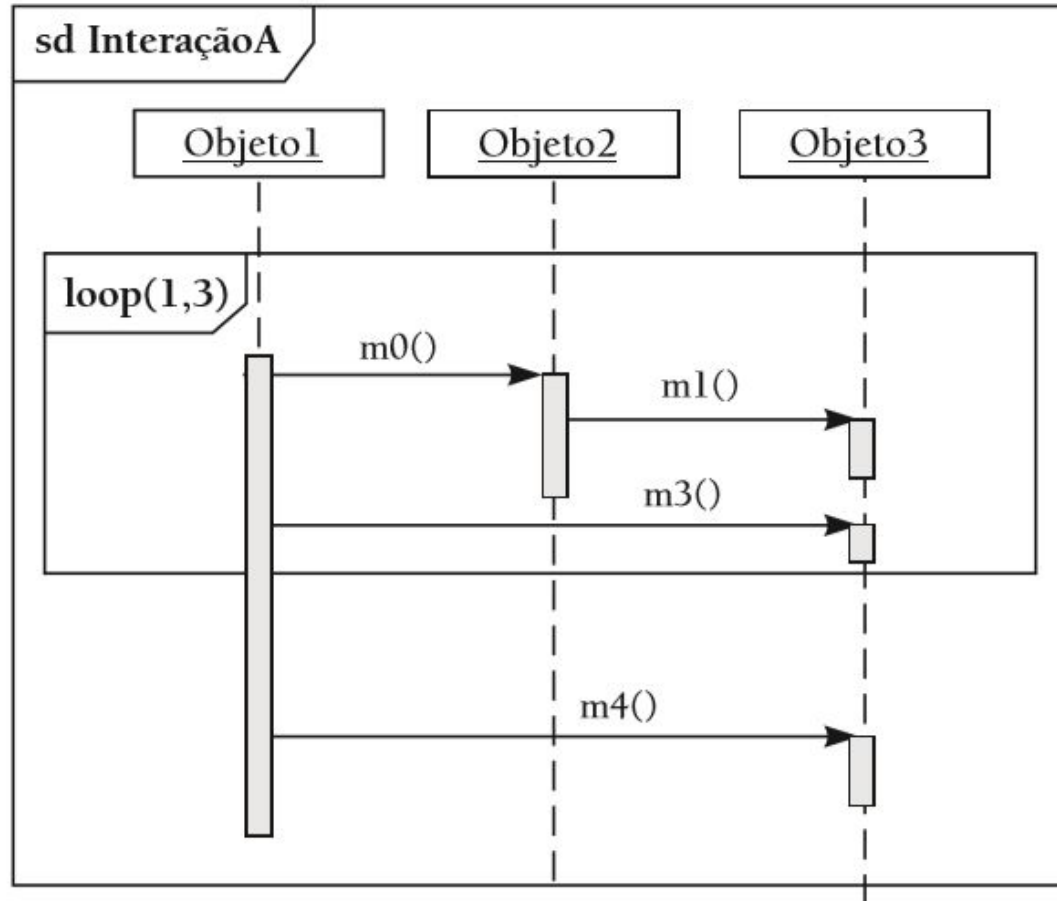 sd InteraçãoA
Objeto1
Objeto2
Objeto3
loop(1,3)
m0()
m1()
m3()
m4()